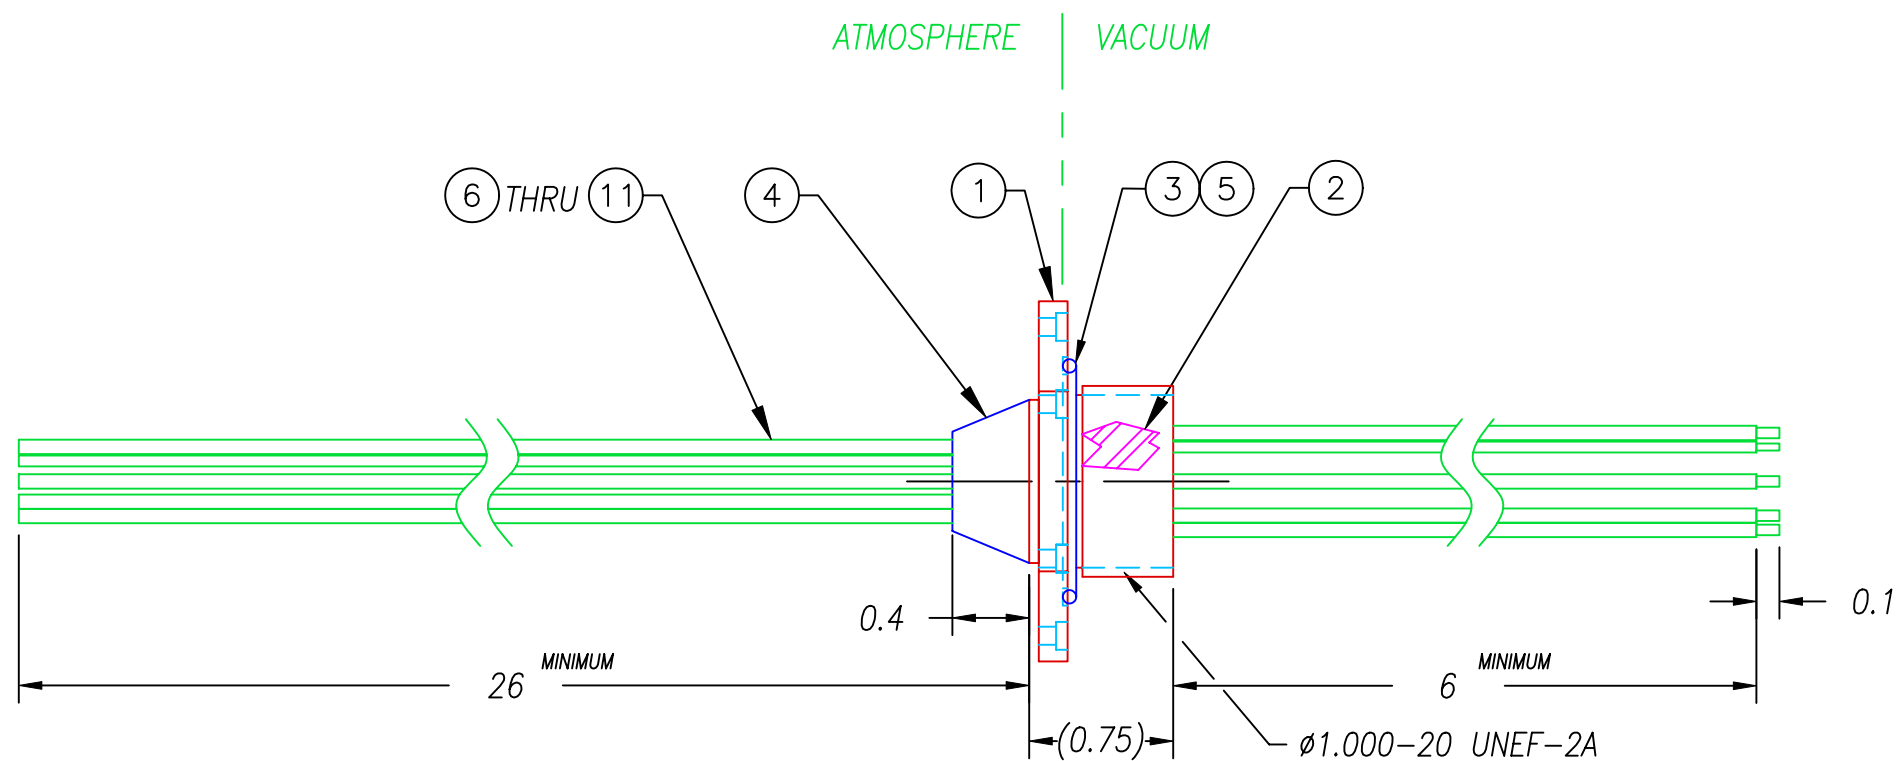 ATMOSPHERE VACUUM
6 THRU 11 4 1 3 5 2
0.4
0.1
26 MINIMUM
6 MINIMUM
(0.75)
ø1.000-20 UNEF-2A